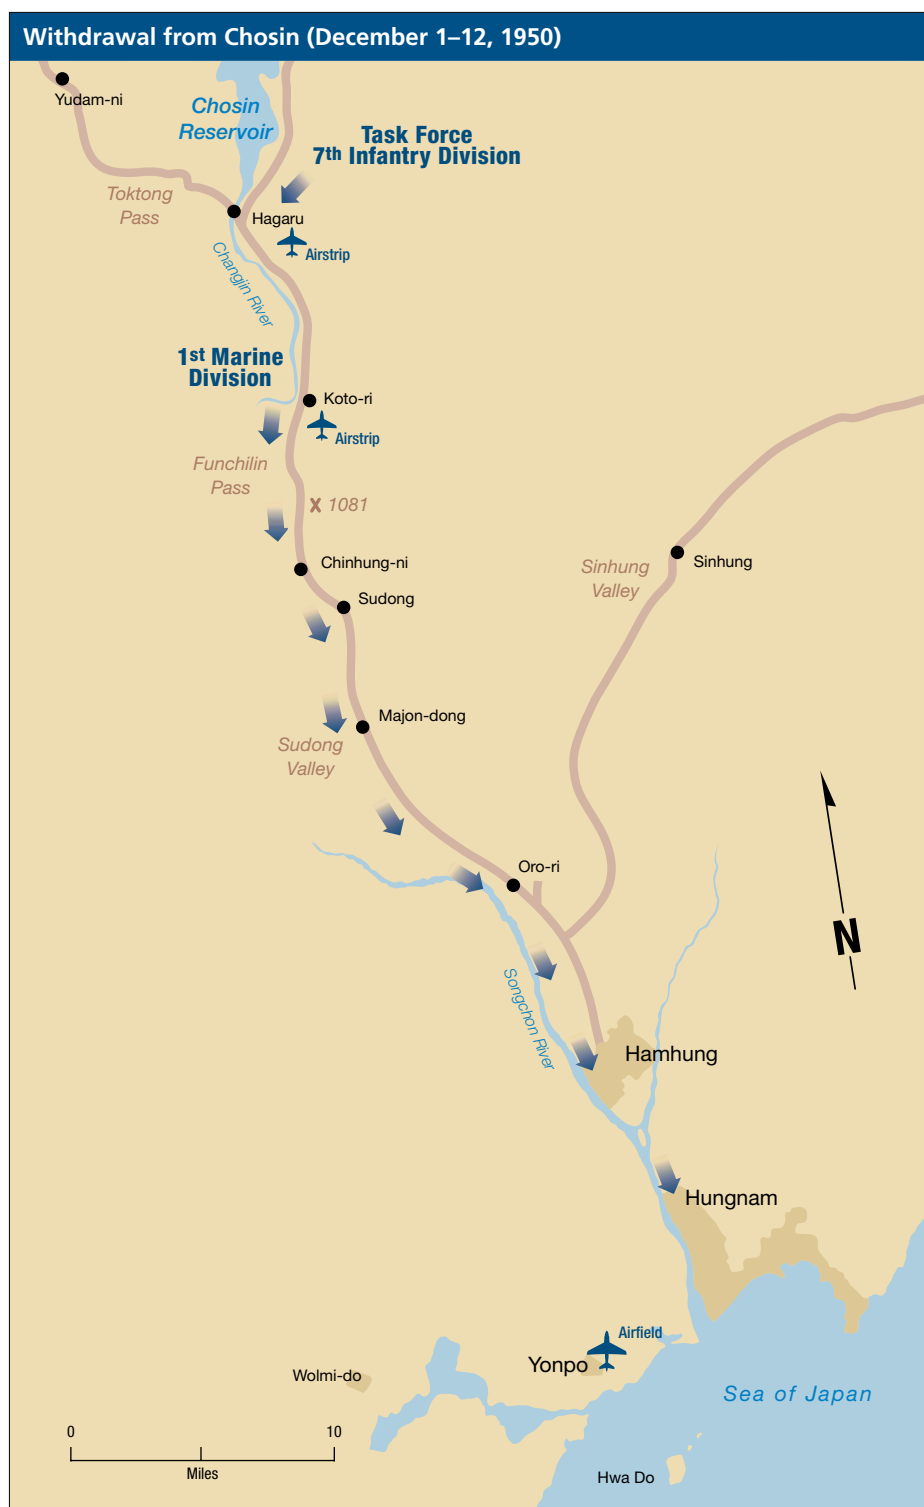 Withdrawal from Chosin (December 1–12, 1950)
Yudam-ni
Chosin
Reservoir
Task Force
7th Infantry Division
Toktong
Pass
Hagaru
Airstrip
Changjin River
1st Marine
Division
Koto-ri
Airstrip
Funchilin
Pass
X 1081
Chinhung-ni
Sinhung
Valley
Sinhung
Sudong
Majon-dong
Sudong
Valley
Oro-ri
N
Songchon River
Hamhung
Hungnam
Airfield
Yonpo
Wolmi-do
Sea of Japan
0
10
Miles
Hwa Do